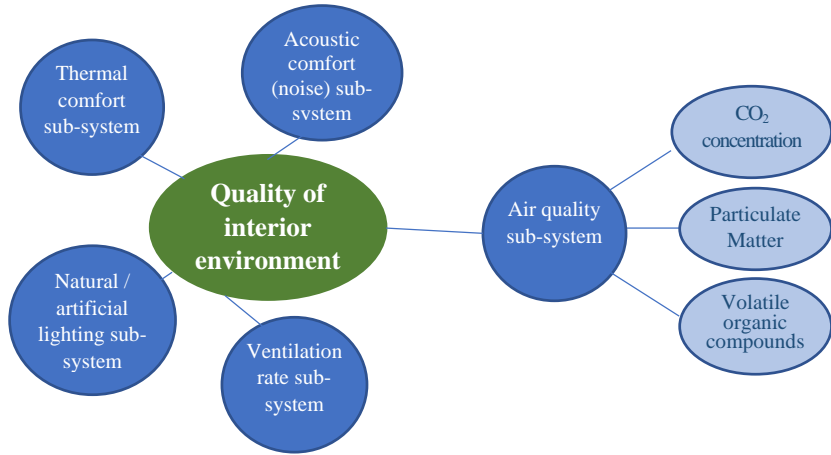 Thermal
comfort
sub-system
Acoustic
comfort
(noise) sub-
system
Quality of
interior
environment
Natural /
artificial
lighting sub-
system
Ventilation
rate sub-
system
Air quality
sub-system
CO₂
concentration
Particulate
Matter
Volatile
organic
compounds